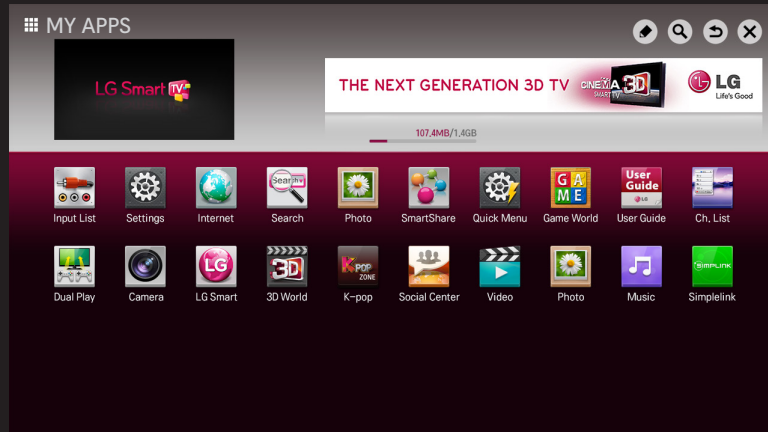 MY APPS
LG Smart TV
THE NEXT GENERATION 3D TV
CINEMA 3D
SMART TV
LG
Life's Good
107.4MB/1.4GB
Search
GAME
User
Guide
LG
Input List
Settings
Internet
Search
Photo
SmartShare
Quick Menu
Game World
User Guide
Ch. List
LG
3D
KPOP
ZONE
SIMPLINK
Dual Play
Camera
LG Smart
3D World
K-pop
Social Center
Video
Photo
Music
Simplelink